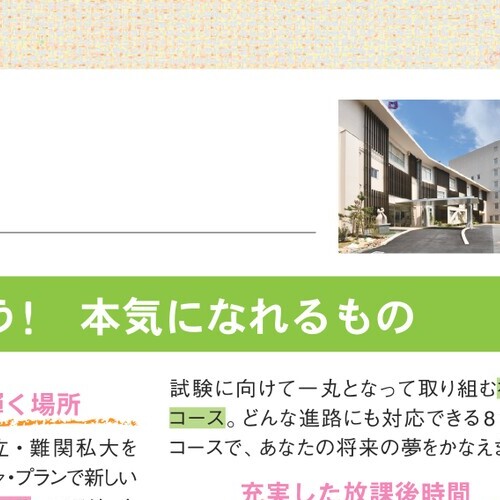 う！ 本気になれるもの
輝く場所
立・難関私大を
ャ・プランで新しい
試験に向けて一丸となって取り組む
コース。どんな進路にも対応できる８
コースで、あなたの将来の夢をかなえま
充実した放課後時間